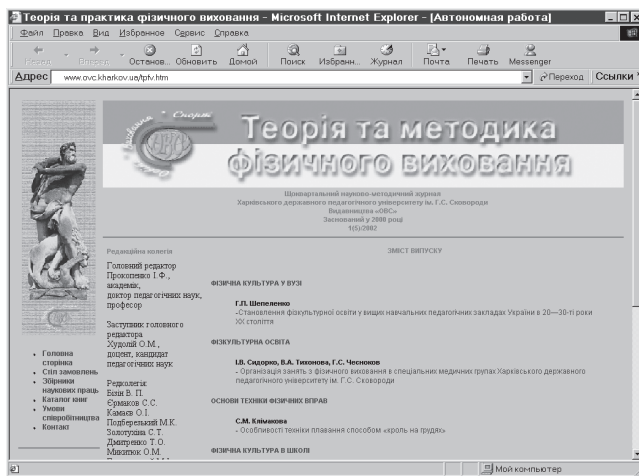 Теорія та практика фізичного виховання - Microsoft Internet Explorer - [Автономная работа]
Файл Правка Вид Избранное Сервис Справка
Назад Вперед Останов... Обновить Домой Поиск Избранн... Журнал Почта Печать Messenger
Адрес www.ovc.kharkov.ua/tpfv.htm Переход Ссылки
Спорт
Теорія та методика
фізичного виховання
Щоквартальний науково-методичний журнал
Харківського державного педагогічного університету ім. Г.С. Сковороди
Видавництва «ОВС»
Заснований у 2000 році
1(5)/2002
Редакційна колегія
Головний редактор
Прокопенко І.Ф.,
академік,
доктор педагогічних наук,
професор
Заступник головного
редактора
Худолій О.М.,
доцент, кандидат
педагогічних наук
Редколегія:
Бізін В. П.
Єрмаков С.С.
Камаєв О.І.
Подберезький М.К.
Золотухіна С.Т.
Дмитренко Т.О.
Микитюк О.М.
Головна
сторінка
Стіл замовлень
Збірники
наукових праць
Каталог книг
Умови
співробітництва
Контакт
ЗМІСТ ВИПУСКУ
ФІЗИЧНА КУЛЬТУРА У ВУЗІ
Г.П. Шепеленко
-Становлення фізкультурної освіти у вищих навчальних педагогічних закладах України в 20—30-ті роки
XX століття
ФІЗКУЛЬТУРНА ОСВІТА
І.В. Сидорко, В.А. Тихонова, Г.С. Чесноков
- Організація занять з фізичного виховання в спеціальних медичних групах Харківського державного
педагогічного університету ім. Г.С. Сковороди
ОСНОВИ ТЕХНІКИ ФІЗИЧНИХ ВПРАВ
С.М. Клімакова
- Особливості техніки плавання способом «кроль на грудях»
ФІЗИЧНА КУЛЬТУРА В ШКОЛІ
Мой компьютер